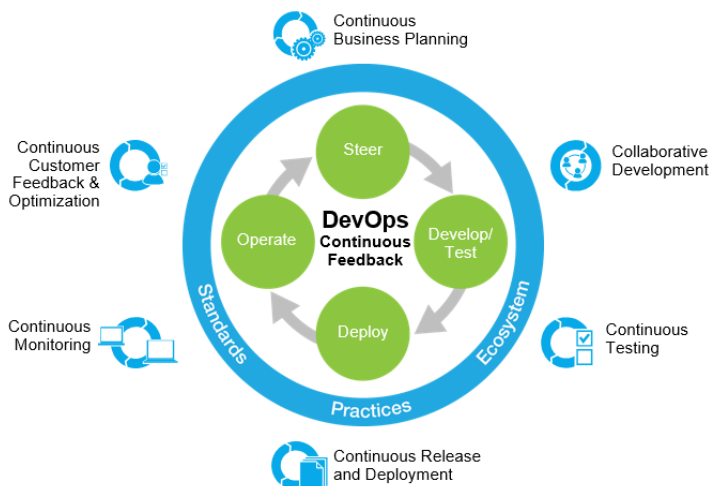 Continuous
Business Planning
Continuous
Customer
Feedback &
Optimization
Collaborative
Development
Steer
DevOps
Continuous
Feedback
Operate
Develop/
Test
Deploy
Continuous
Monitoring
Continuous
Testing
Standards
Practices
Ecosystem
Continuous Release
and Deployment